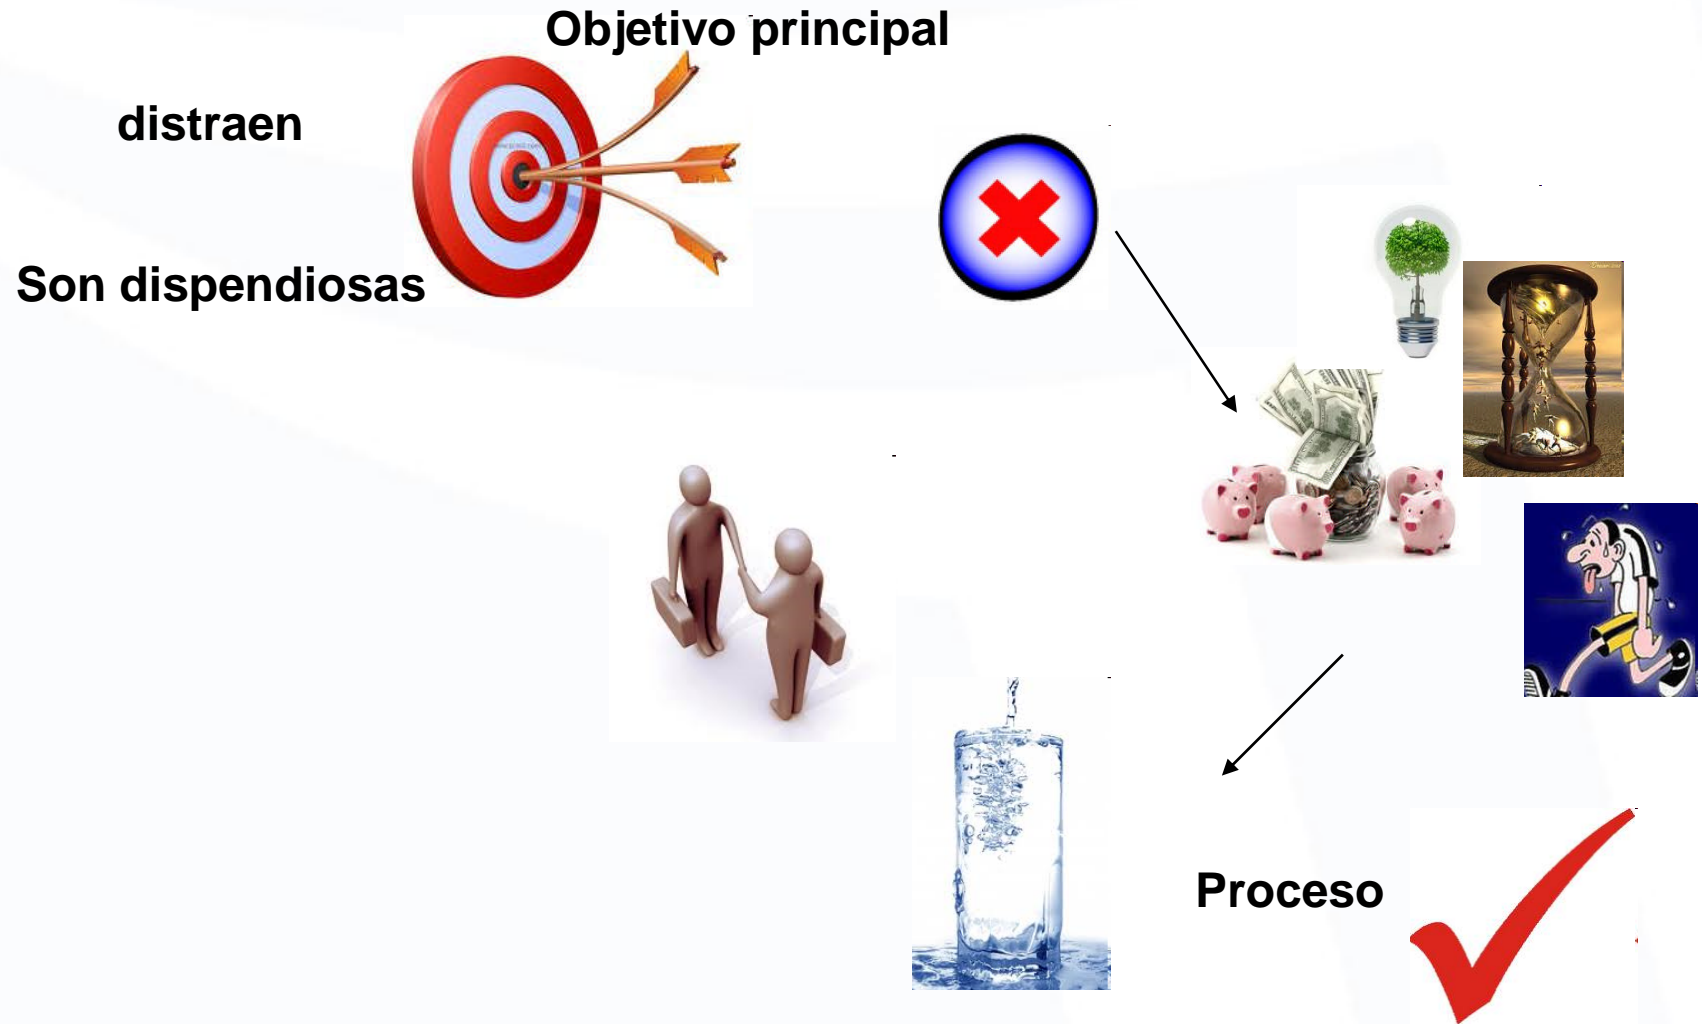 Objetivo principal
distraen
Son dispendiosas
Proceso